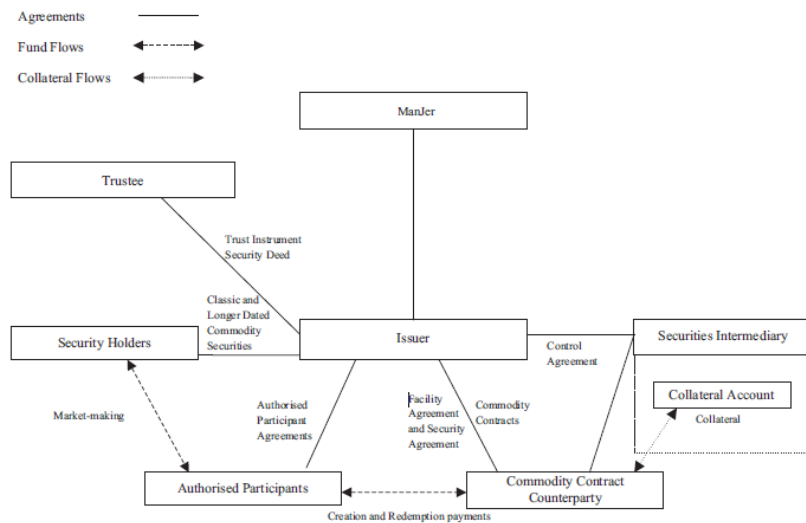 Agreements
Fund Flows
Collateral Flows
ManJer
Trustee
Trust Instrument
Security Deed
Classic and
Longer Dated
Commodity
Securities
Security Holders
Issuer
Control
Agreement
Securities Intermediary
Collateral Account
Collateral
Market-making
Authorised
Participant
Agreements
Facility
Agreement
and Security
Agreement
Commodity
Contracts
Authorised Participants
Commodity Contract
Counterparty
Creation and Redemption payments